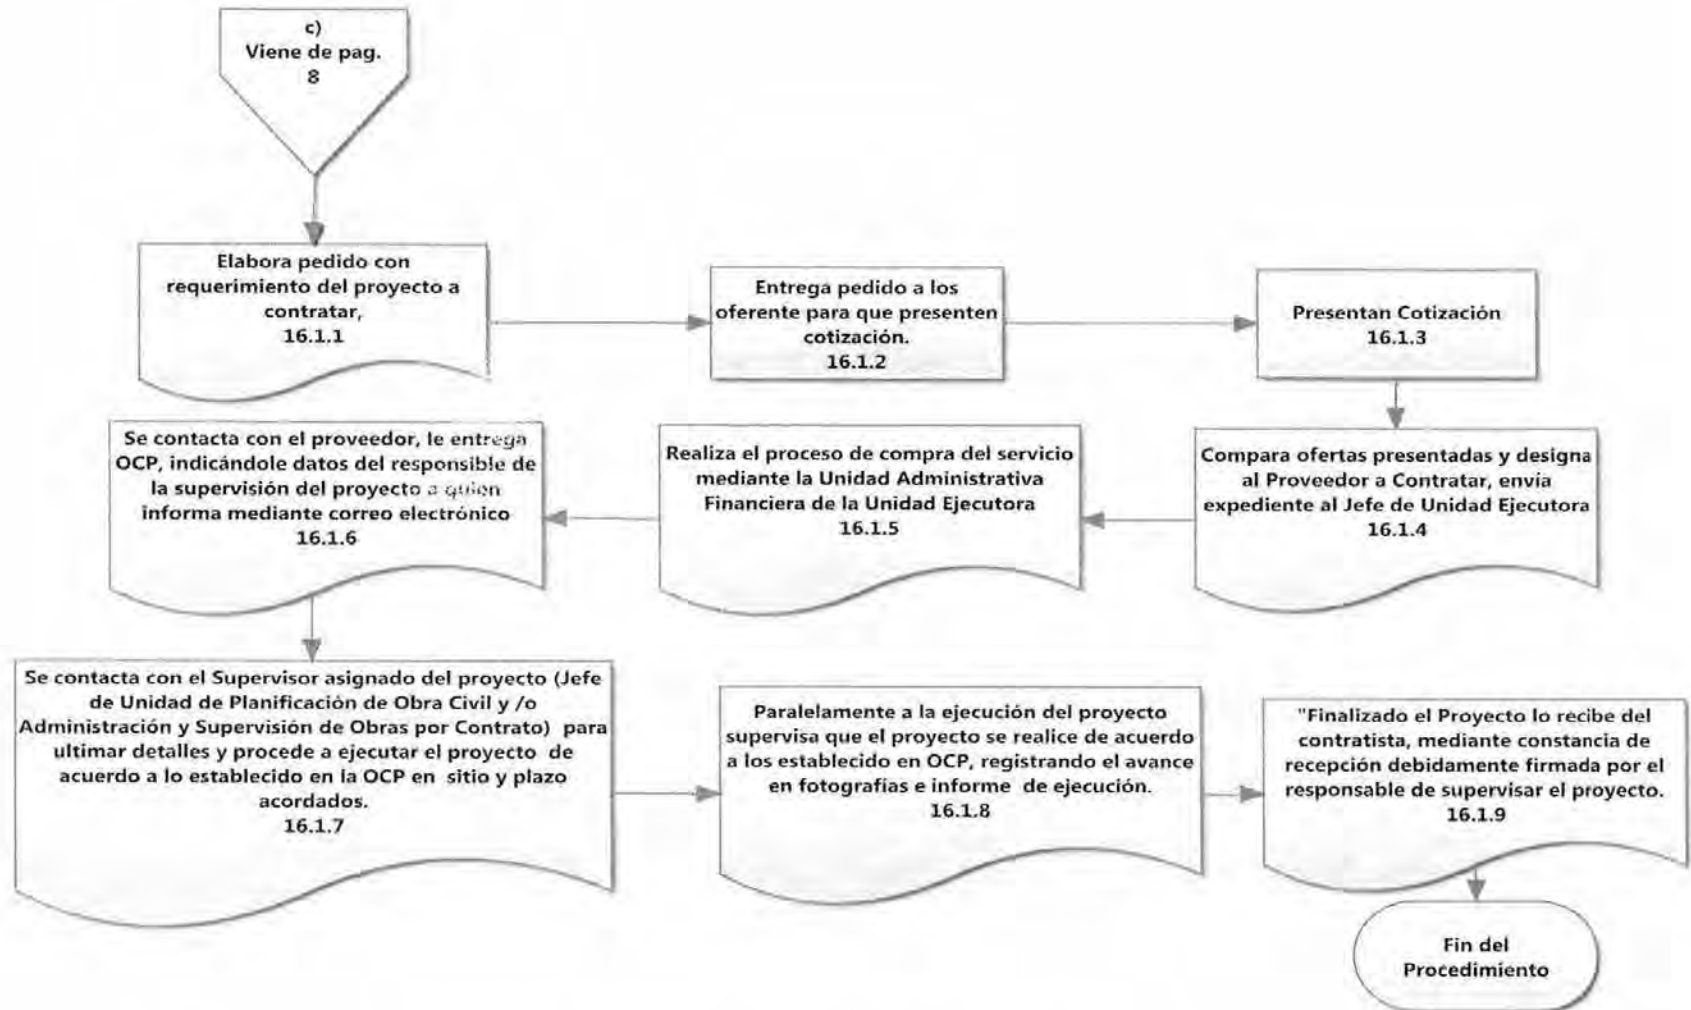 c)
Viene de pag.
8
Elabora pedido con
requerimiento del proyecto a
contratar,
16.1.1
Entrega pedido a los
oferente para que presenten
cotización.
16.1.2
Presentan Cotización
16.1.3
Compara ofertas presentadas y designa
al Proveedor a Contratar, envía
expediente al Jefe de Unidad Ejecutora
16.1.4
Realiza el proceso de compra del servicio
mediante la Unidad Administrativa
Financiera de la Unidad Ejecutora
16.1.5
Se contacta con el proveedor, le entrega
OCP, indicándole datos del responsible de
la supervisión del proyecto a quien
informa mediante correo electrónico
16.1.6
Se contacta con el Supervisor asignado del proyecto (Jefe
de Unidad de Planificación de Obra Civil y /o
Administración y Supervisión de Obras por Contrato) para
ultimar detalles y procede a ejecutar el proyecto de
acuerdo a lo establecido en la OCP en sitio y plazo
acordados.
16.1.7
Paralelamente a la ejecución del proyecto
supervisa que el proyecto se realice de acuerdo
a los establecido en OCP, registrando el avance
en fotografías e informe de ejecución.
16.1.8
"Finalizado el Proyecto lo recibe del
contratista, mediante constancia de
recepción debidamente firmada por el
responsable de supervisar el proyecto.
16.1.9
Fin del
Procedimiento